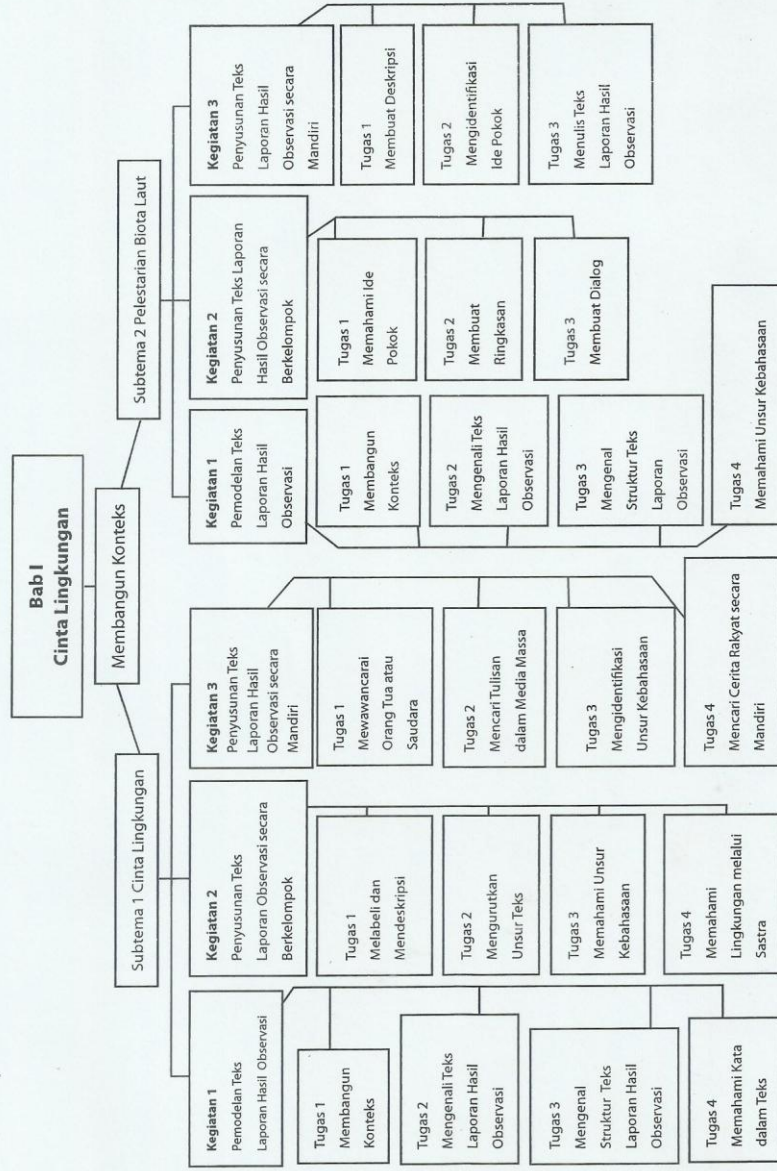 Bab I
Cinta Lingkungan
Membangun Konteks
Subtema 1 Cinta Lingkungan
Kegiatan 1
Pemodelan Teks
Laporan Hasil Observasi
Tugas 1
Membangun
Konteks
Tugas 2
Mengenali Teks
Laporan Hasil
Observasi
Tugas 3
Mengenal
Struktur Teks
Laporan Hasil
Observasi
Tugas 4
Memahami Kata
dalam Teks
Kegiatan 2
Penyusunan Teks
Laporan Observasi secara
Berkelompok
Tugas 1
Melabeli dan
Mendeskripsi
Tugas 2
Mengurutkan
Unsur Teks
Tugas 3
Memahami Unsur
Kebahasaan
Tugas 4
Memahami
Lingkungan melalui
Sastra
Kegiatan 3
Penyusunan Teks
Laporan Hasil
Observasi secara
Mandiri
Tugas 1
Mewawancarai
Orang Tua atau
Saudara
Tugas 2
Mencari Tulisan
dalam Media Massa
Tugas 3
Mengidentifikasi
Unsur Kebahasaan
Tugas 4
Mencari Cerita Rakyat secara
Mandiri
Subtema 2 Pelestarian Biota Laut
Kegiatan 1
Pemodelan Teks
Laporan Hasil
Observasi
Tugas 1
Membangun
Konteks
Tugas 2
Mengenali Teks
Laporan Hasil
Observasi
Tugas 3
Mengenal
Struktur Teks
Laporan
Observasi
Tugas 4
Memahami Unsur Kebahasaan
Kegiatan 2
Penyusunan Teks Laporan
Hasil Observasi secara
Berkelompok
Tugas 1
Memahami Ide
Pokok
Tugas 2
Membuat
Ringkasan
Tugas 3
Membuat Dialog
Kegiatan 3
Penyusunan Teks
Laporan Hasil
Observasi secara
Mandiri
Tugas 1
Membuat Deskripsi
Tugas 2
Mengidentifikasi
Ide Pokok
Tugas 3
Menulis Teks
Laporan Hasil
Observasi